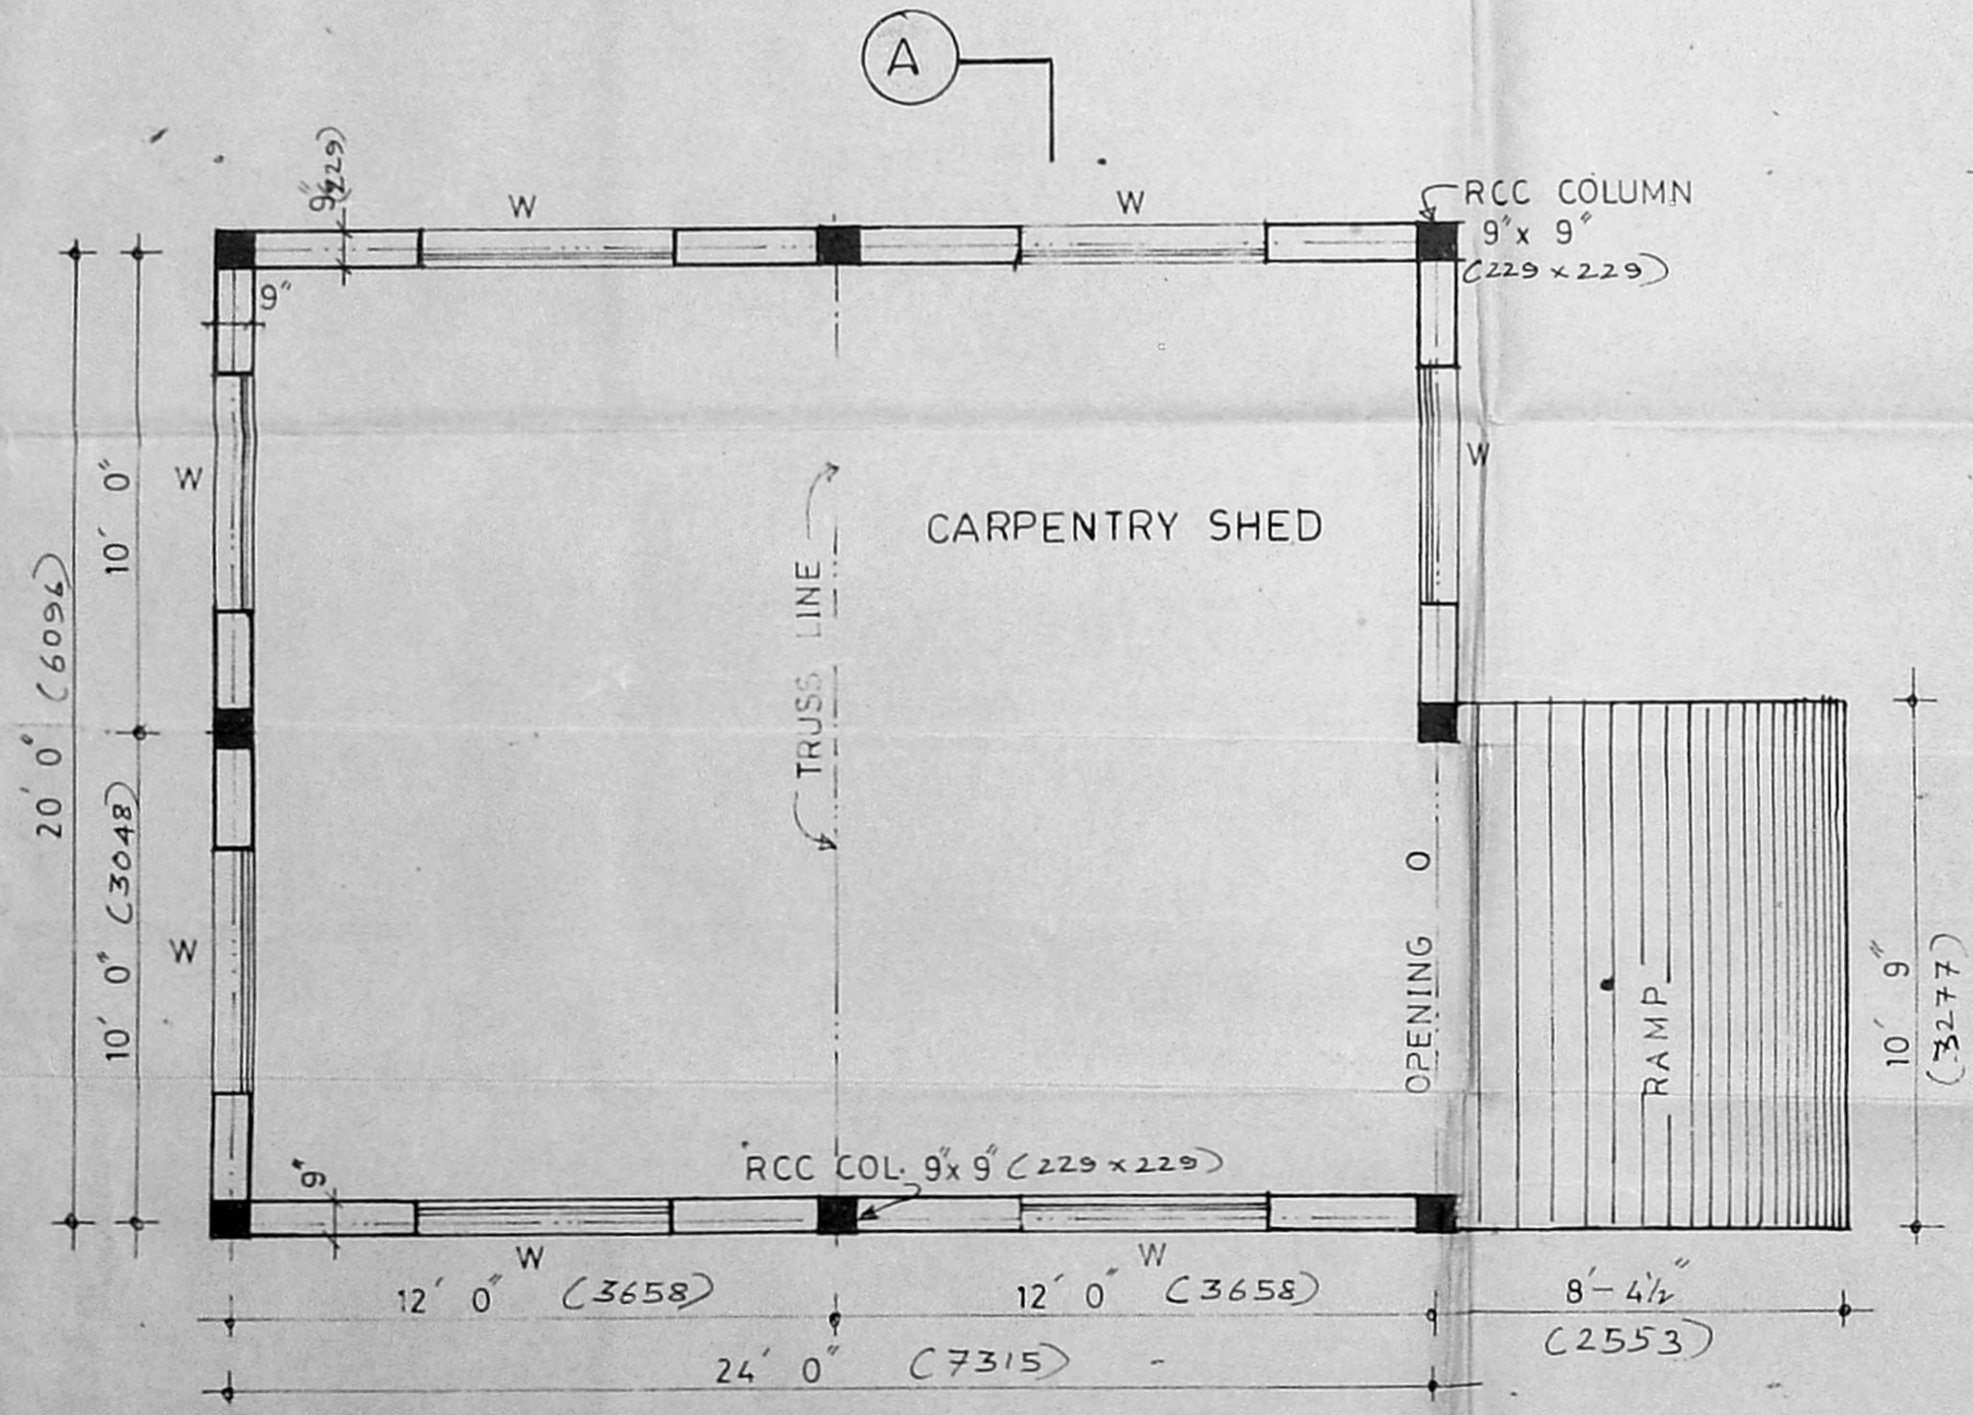 A
9" (229)
W
W
RCC COLUMN
9" x 9"
(229 x 229)
9"
W
W
10' 0"
20' 0" (6096)
CARPENTRY SHED
TRUSS LINE
10' 0" (3048)
W
OPENING O
RAMP
10' 9"
(3277)
9"
RCC COL. 9" x 9" (229 x 229)
W
W
12' 0" (3658)
12' 0" (3658)
8'-4½"
(2553)
24' 0" (7315)